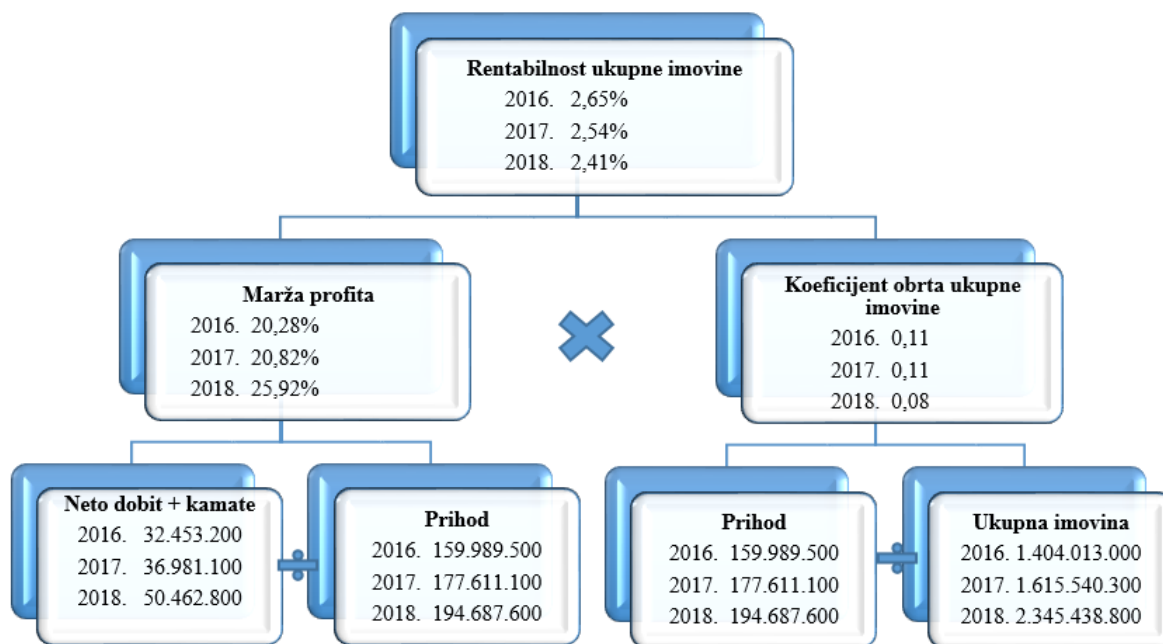 Rentabilnost ukupne imovine
2016. 2,65%
2017. 2,54%
2018. 2,41%
Marža profita
2016. 20,28%
2017. 20,82%
2018. 25,92%
Koeficijent obrta ukupne
imovine
2016. 0,11
2017. 0,11
2018. 0,08
Neto dobit + kamate
2016. 32.453.200
2017. 36.981.100
2018. 50.462.800
Prihod
2016. 159.989.500
2017. 177.611.100
2018. 194.687.600
Prihod
2016. 159.989.500
2017. 177.611.100
2018. 194.687.600
Ukupna imovina
2016. 1.404.013.000
2017. 1.615.540.300
2018. 2.345.438.800